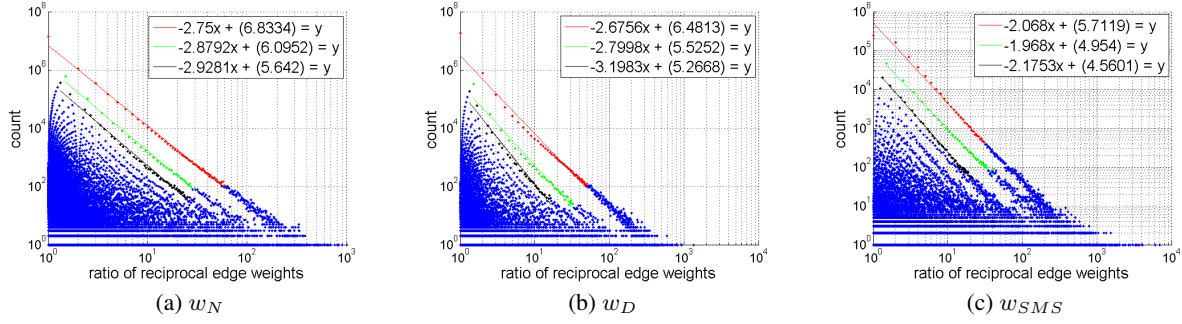 -2.75x + (6.8334) = y
-2.8792x + (6.0952) = y
-2.9281x + (5.642) = y
count
10^8
10^6
10^4
10^2
10^0
10^0 10^1 10^2 10^3
ratio of reciprocal edge weights
(a) w_N
-2.6756x + (6.4813) = y
-2.7998x + (5.5252) = y
-3.1983x + (5.2668) = y
count
10^8
10^6
10^4
10^2
10^0
10^0 10^1 10^2 10^3 10^4
ratio of reciprocal edge weights
(b) w_D
-2.068x + (5.7119) = y
-1.968x + (4.954) = y
-2.1753x + (4.5601) = y
count
10^6
10^5
10^4
10^3
10^2
10^1
10^0
10^0 10^1 10^2 10^3 10^4
ratio of reciprocal edge weights
(c) w_{SMS}